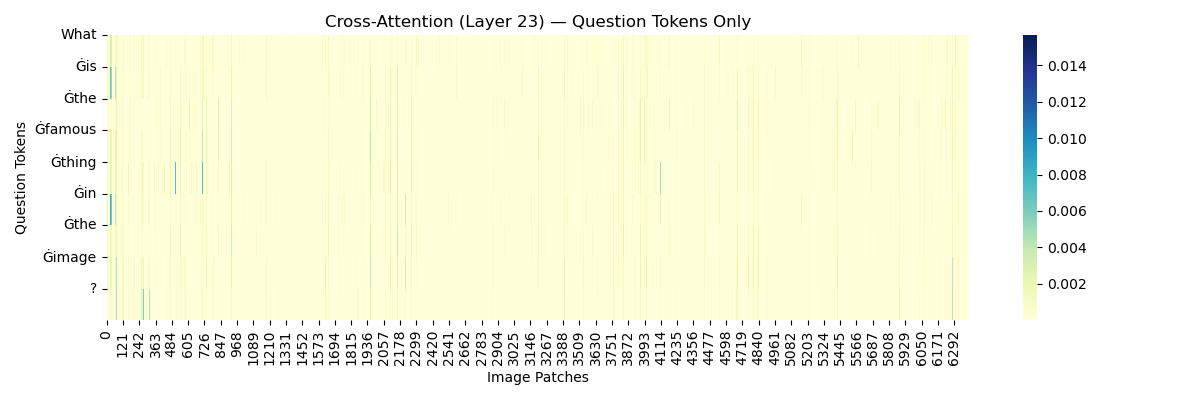 Cross-Attention (Layer 23) — Question Tokens Only
Question Tokens
What
Ġis
Ġthe
Ġfamous
Ġthing
Ġin
Ġthe
Ġimage
?
0 121 242 363 484 605 726 847 968 1089 1210 1331 1452 1573 1694 1815 1936 2057 2178 2299 2420 2541 2662 2783 2904 3025 3146 3267 3388 3509 3630 3751 3872 3993 4114 4235 4356 4477 4598 4719 4840 4961 5082 5203 5324 5445 5566 5687 5808 5929 6050 6171 6292
Image Patches
0.014
0.012
0.010
0.008
0.006
0.004
0.002